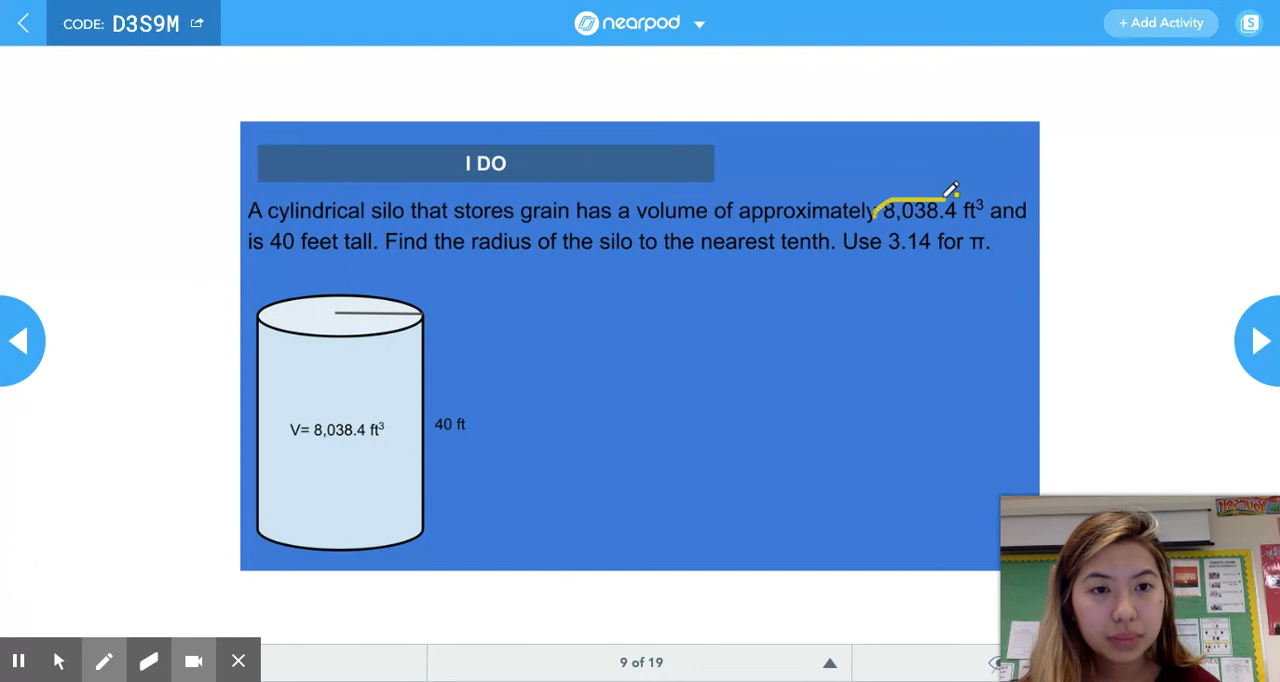 CODE: D3S9M
nearpod
+ Add Activity
S
I DO
A cylindrical silo that stores grain has a volume of approximately 8,038.4 ft³ and
is 40 feet tall. Find the radius of the silo to the nearest tenth. Use 3.14 for π.
V= 8,038.4 ft³
40 ft
9 of 19